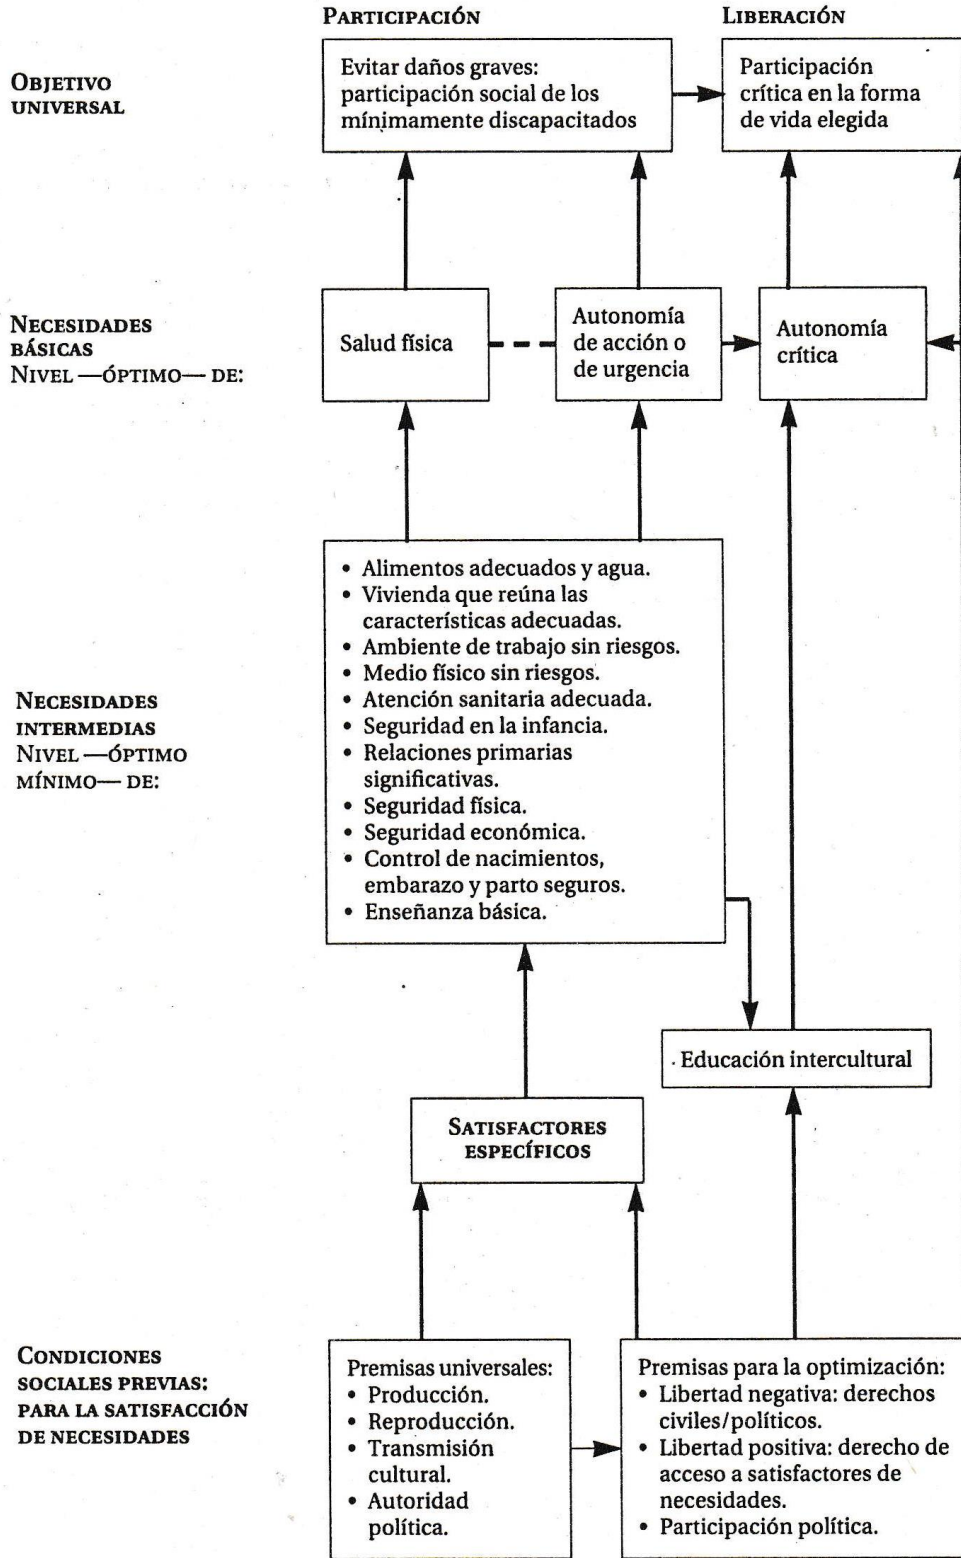 PARTICIPACIÓN
LIBERACIÓN
OBJETIVO
UNIVERSAL
Evitar daños graves:
participación social de los
mínimamente discapacitados
Participación
crítica en la forma
de vida elegida
NECESIDADES
BÁSICAS
NIVEL —ÓPTIMO— DE:
Salud física
Autonomía
de acción o
de urgencia
Autonomía
crítica
NECESIDADES
INTERMEDIAS
NIVEL —ÓPTIMO
MÍNIMO— DE:
• Alimentos adecuados y agua.
• Vivienda que reúna las
características adecuadas.
• Ambiente de trabajo sin riesgos.
• Medio físico sin riesgos.
• Atención sanitaria adecuada.
• Seguridad en la infancia.
• Relaciones primarias
significativas.
• Seguridad física.
• Seguridad económica.
• Control de nacimientos,
embarazo y parto seguros.
• Enseñanza básica.
Educación intercultural
SATISFACTORES
ESPECÍFICOS
CONDICIONES
SOCIALES PREVIAS:
PARA LA SATISFACCIÓN
DE NECESIDADES
Premisas universales:
• Producción.
• Reproducción.
• Transmisión
cultural.
• Autoridad
política.
Premisas para la optimización:
• Libertad negativa: derechos
civiles/políticos.
• Libertad positiva: derecho de
acceso a satisfactores de
necesidades.
• Participación política.